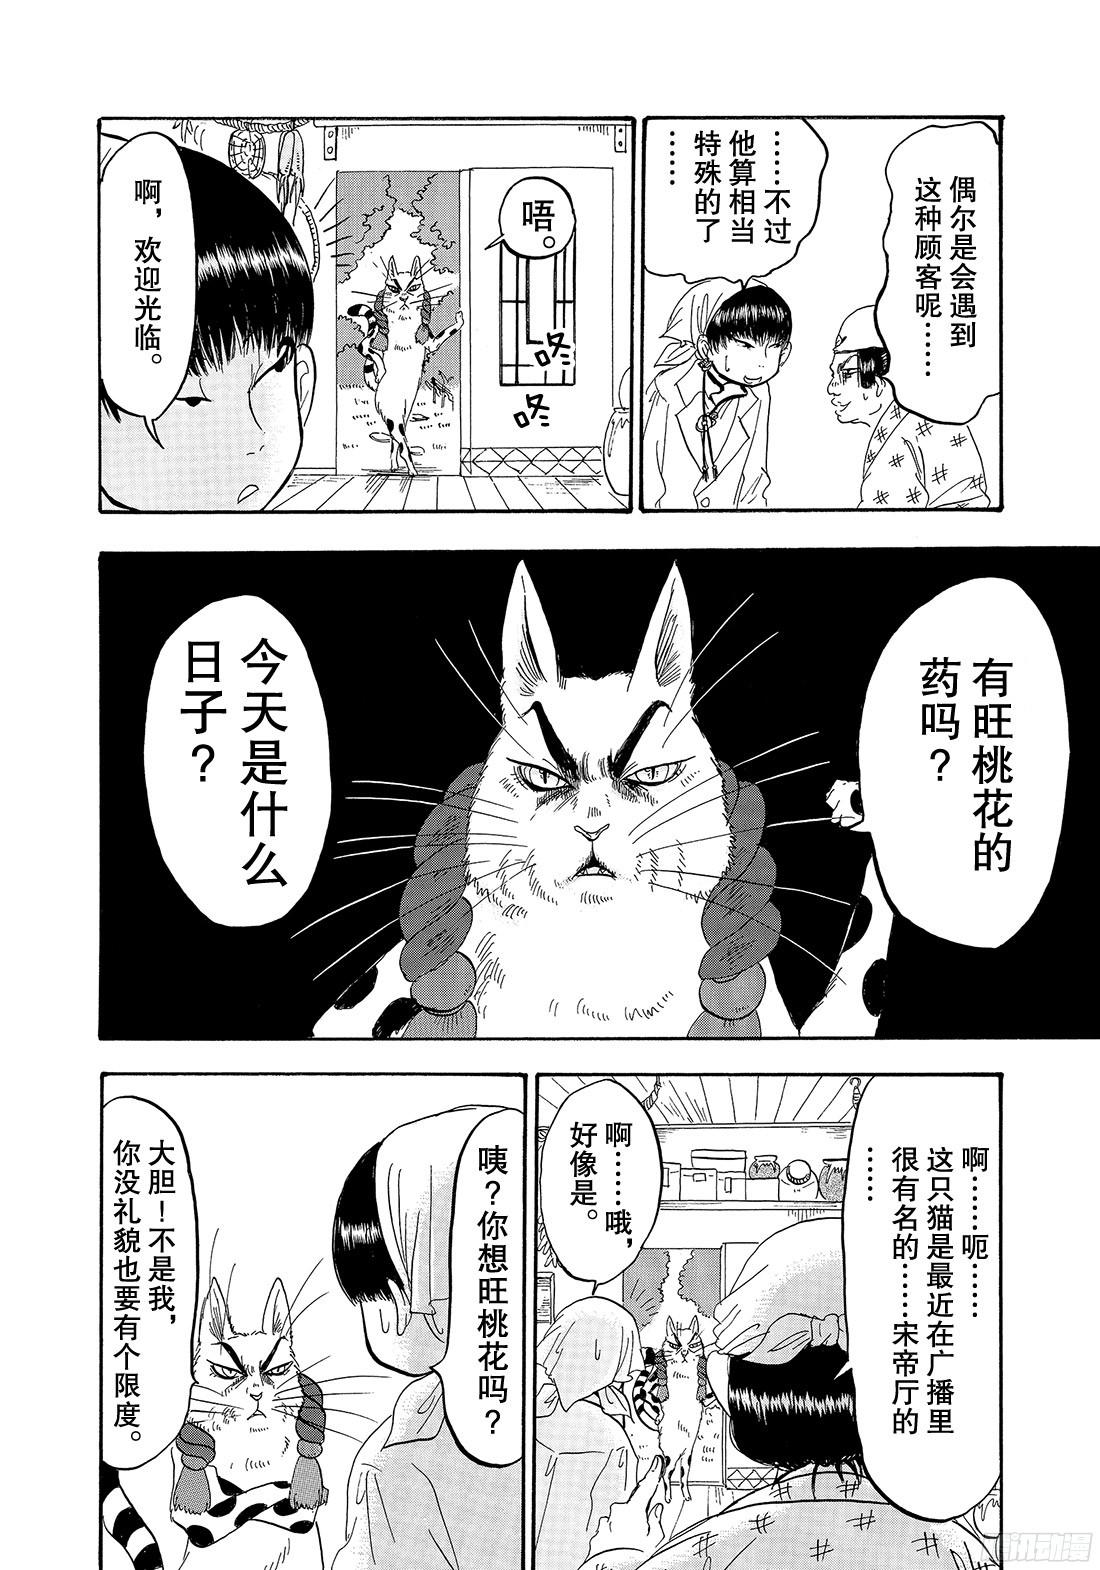 偶尔是会遇到
这种顾客呢……
……不过
他算相当
特殊的了
……
唔。
咚
咚
啊，欢迎光临。
有旺桃花的
药吗？
今天是什么
日子？
啊……呃……
这只猫是最近在广播里
很有名的……宋帝厅的
……
啊……哦，
好像是。
咦？你想旺桃花吗？
大胆！不是我，
你没礼貌也要有个限度。